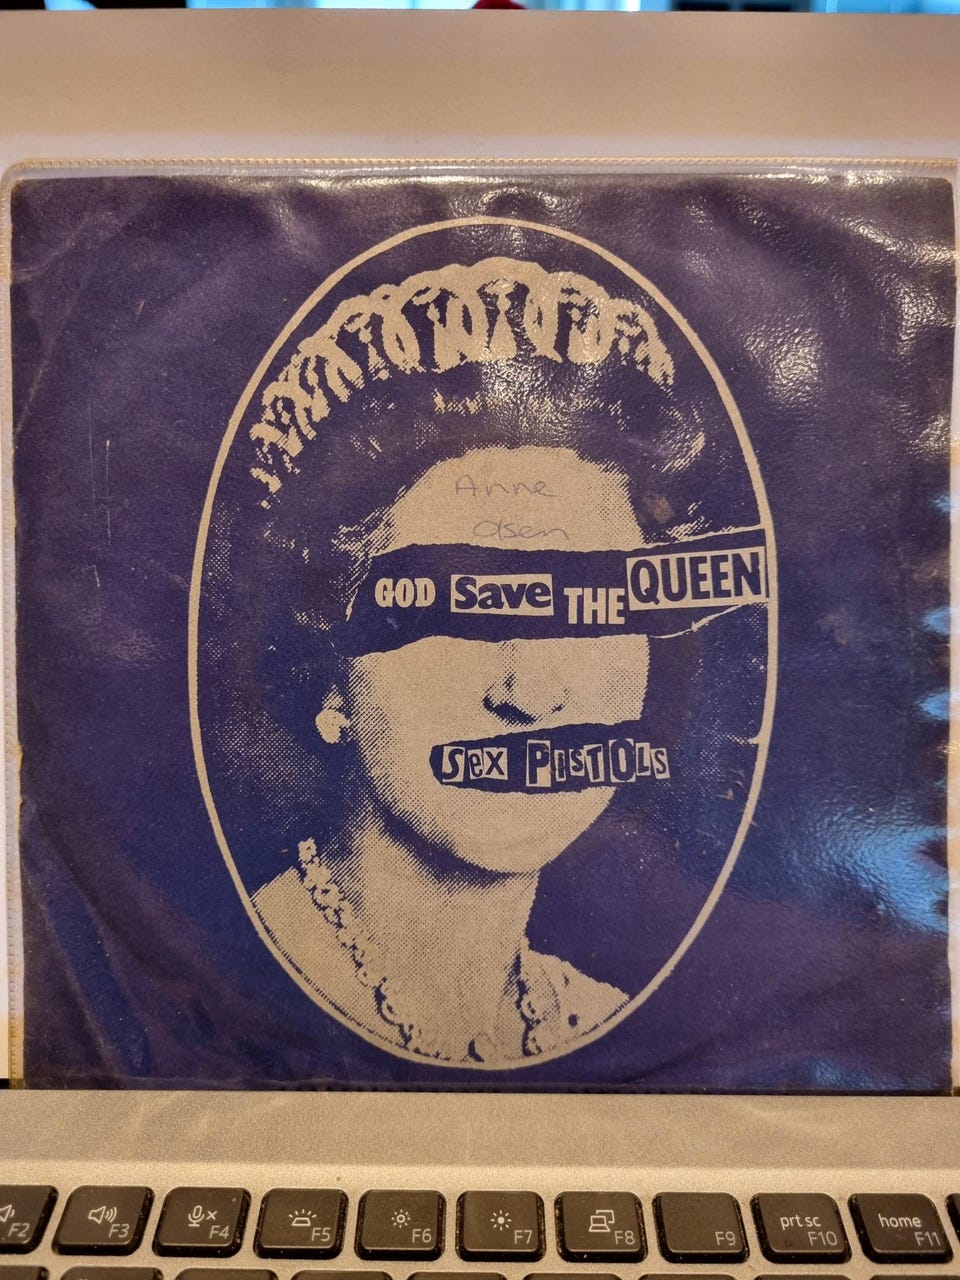 Anne
Olsen
GOD Save THE QUEEN
Sex PISTOLS
F2 F3 F4 F5 F6 F7 F8 F9 prt sc F10 home F11